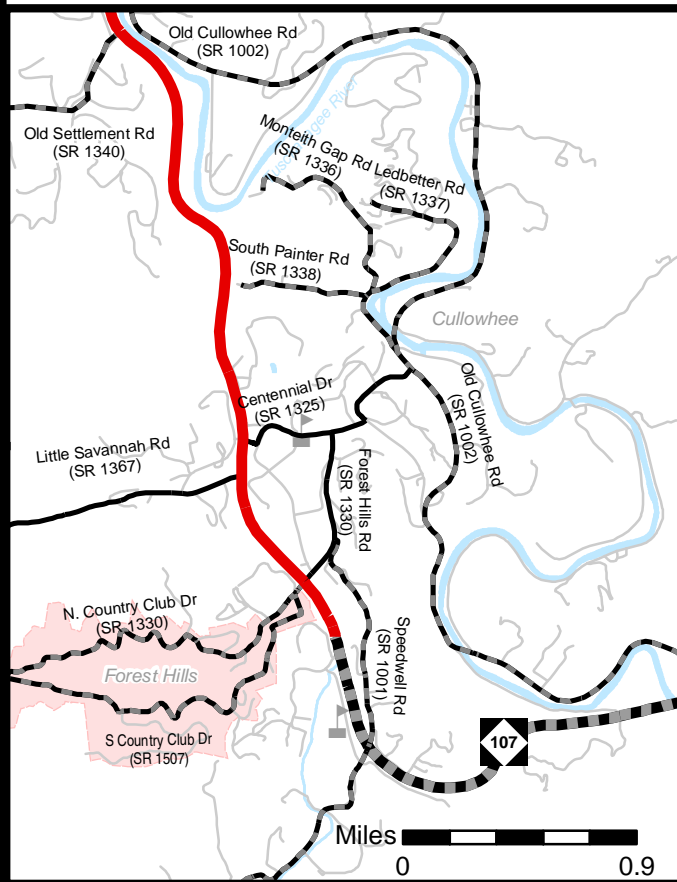 Old Cullowhee Rd
(SR 1002)
Old Settlement Rd
(SR 1340)
Monteith Gap Rd
(SR 1336)
Ledbetter Rd
(SR 1337)
South Painter Rd
(SR 1338)
Cullowhee
Centennial Dr
(SR 1325)
Old Cullowhee Rd
(SR 1002)
Little Savannah Rd
(SR 1367)
Forest Hills Rd
(SR 1330)
N. Country Club Dr
(SR 1330)
Forest Hills
Speedwell Rd
(SR 1001)
S Country Club Dr
(SR 1507)
107
Miles
0 0.9